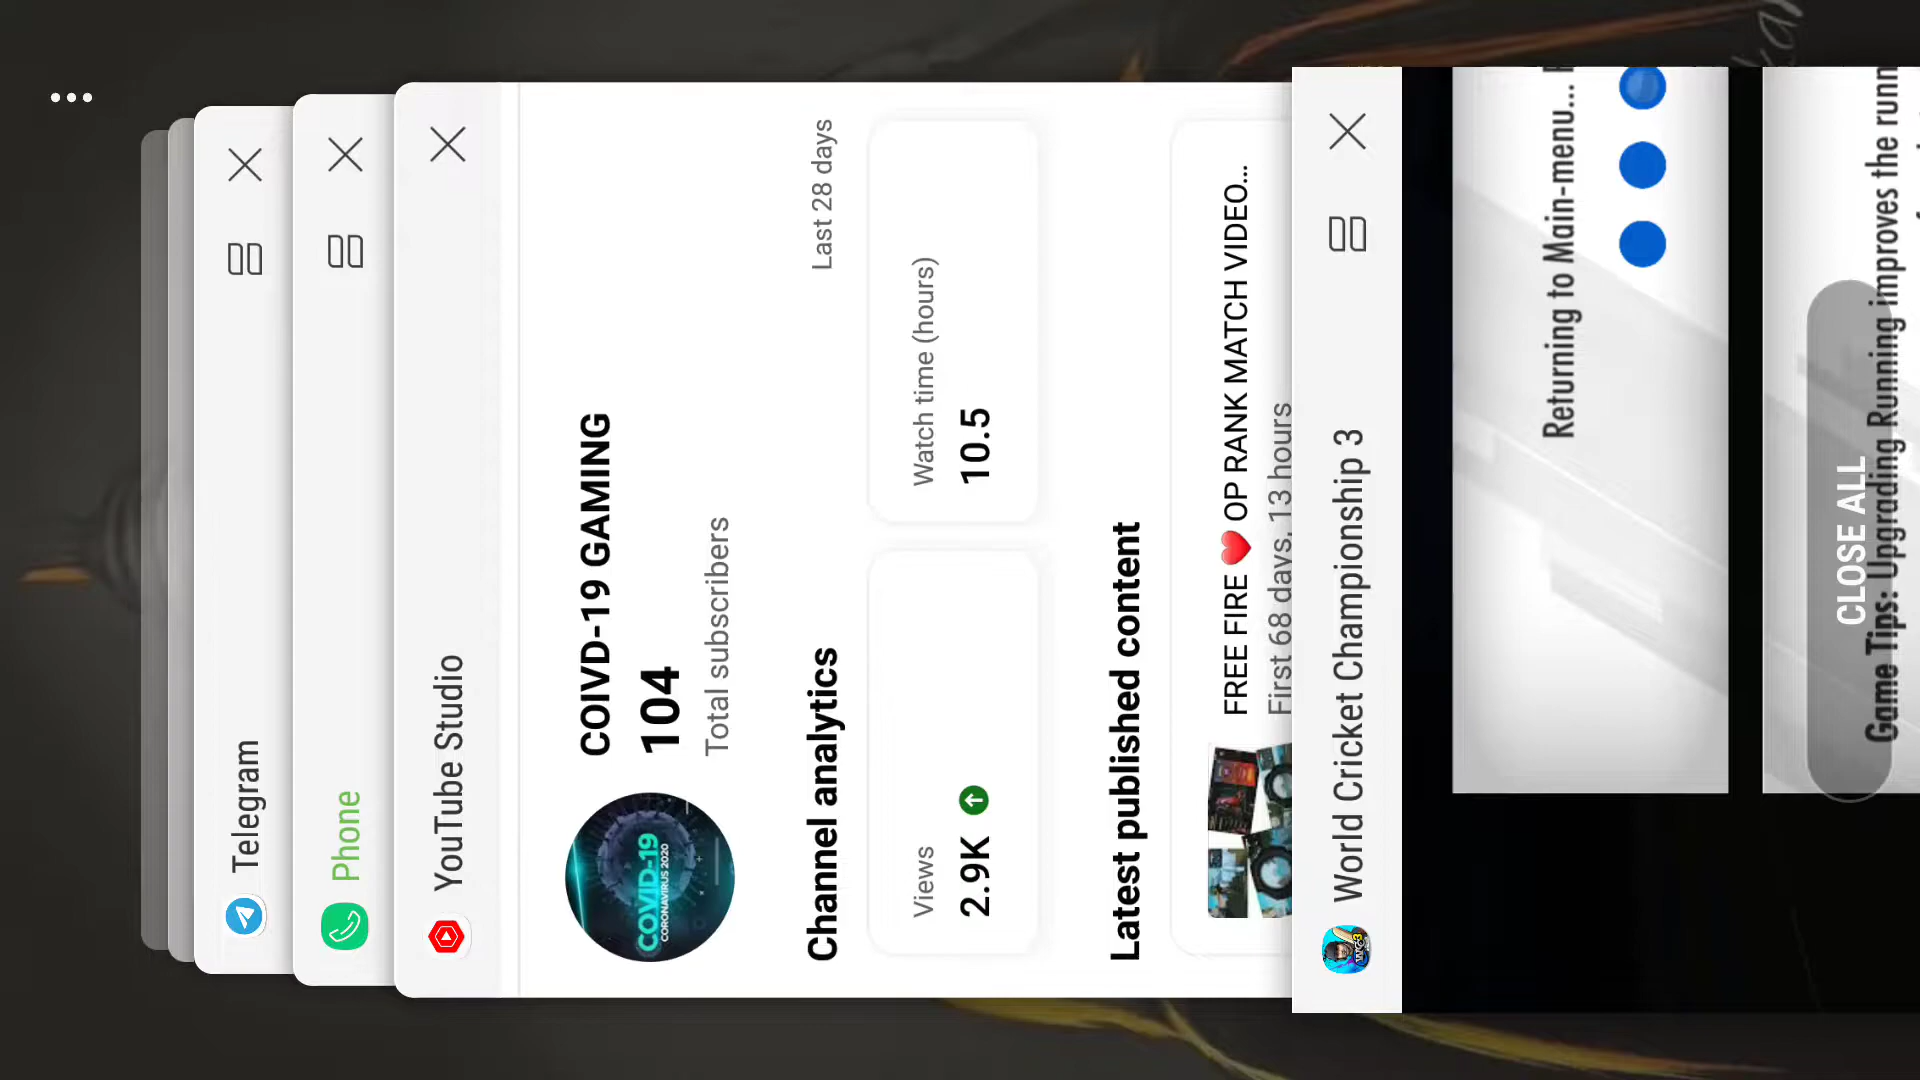 Telegram
Phone
YouTube Studio
COIVD-19 GAMING
104
Total subscribers
COVID-19
CORONAVIRUS 2020
Channel analytics
Last 28 days
Views
2.9K
Watch time (hours)
10.5
Latest published content
FREE FIRE ❤️ OP RANK MATCH VIDEO...
First 68 days, 13 hours
World Cricket Championship 3
Returning to Main-menu...
CLOSE ALL
Game Tips: Upgrading Running improves the runn